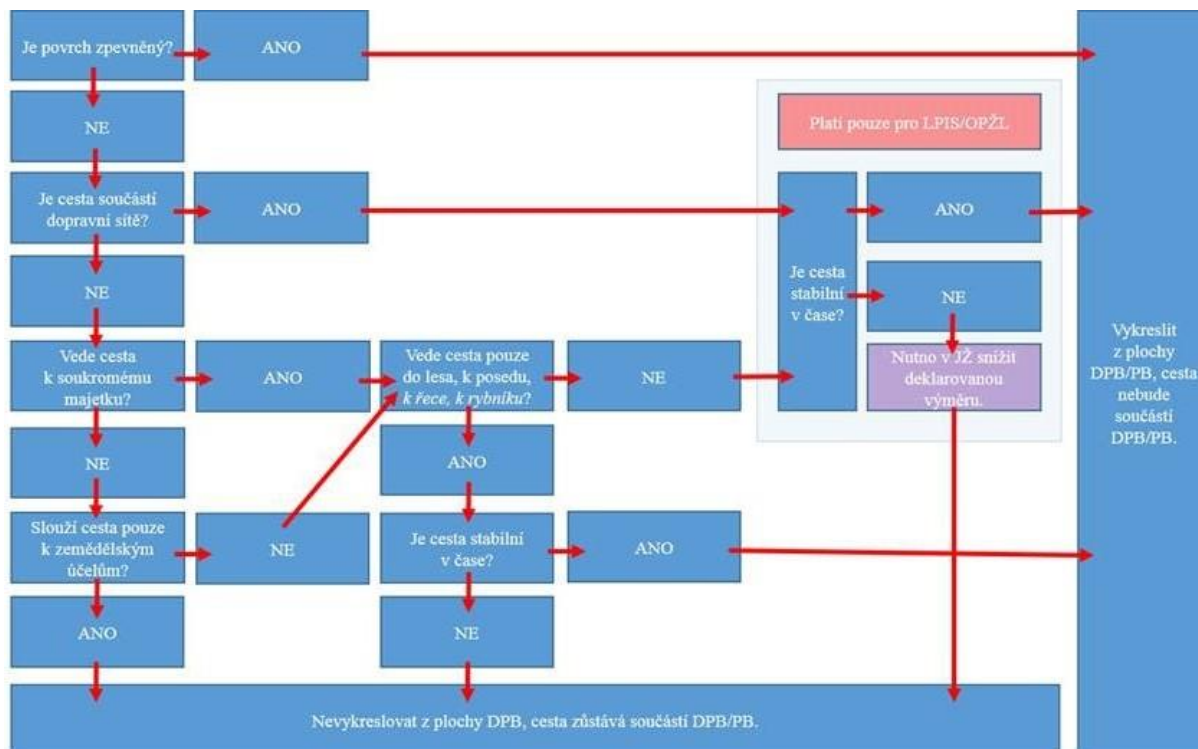 Je povrch zpevněný?
ANO
NE
Platí pouze pro LPIS/OPŽL
Je cesta součástí
dopravní sítě?
ANO
ANO
NE
Je cesta
stabilní
v čase?
NE
Vede cesta
k soukromému
majetku?
ANO
Vede cesta pouze
do lesa, k posedu,
k řece, k rybníku?
NE
Nutno v JŽ snížit
deklarovanou
výměru.
Vykreslit
z plochy
DPB/PB, cesta
nebude
součástí
DPB/PB.
NE
ANO
Slouží cesta pouze
k zemědělským
účelům?
NE
Je cesta stabilní
v čase?
ANO
ANO
NE
Nevykreslovat z plochy DPB, cesta zůstává součástí DPB/PB.